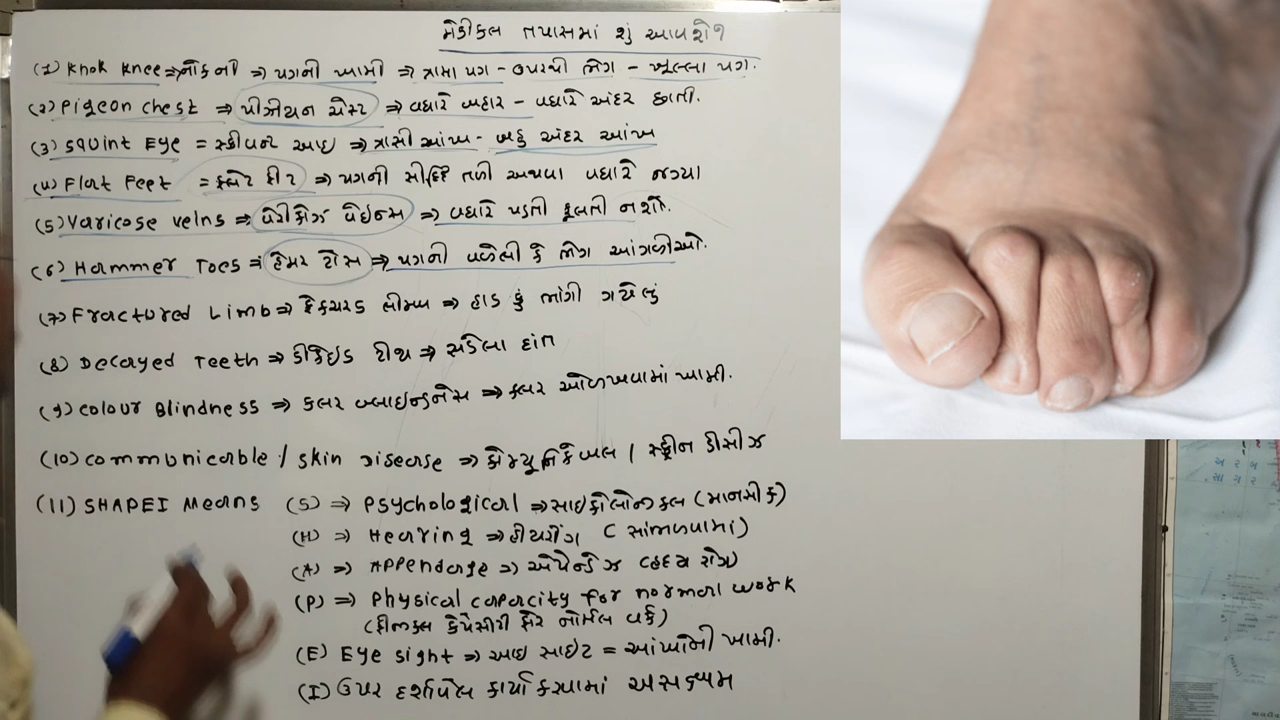 મેડીકલ તપાસમાં શું આવશે?
(1) Knok Knee ⇒ નોકની ⇒ પગની ખામી ⇒ ત્રાસા પગ - ઉપરથી ભેગા - ખુલ્લા પગ.
(2) Pigeon Chest ⇒ પીઝીયન ચેસ્ટ ⇒ વધારે બહાર - વધારે અંદર છાતી.
(3) Squint Eye = સ્કીવન્ટ આઇ ⇒ ત્રાસી આંખ - બહુ અંદર આંખ
(4) Flat Feet = ફ્લેટ ફીટ ⇒ પગની સીધી તળી અથવા વધારે જગ્યા
(5) Varicose veins ⇒ વેરીકોઝ વેઇન્સ ⇒ વધારે પડતી ફૂલતી નશો.
(6) Hammer Toes = હેમર ટોસ ⇒ પગની વળેલી કે ભેગી આંગળીઓ.
(7) Fractured Limb ⇒ ફ્રેકચરડ લીમ્બ ⇒ હાડકું ભાંગી ગયેલું
(8) Decayed Teeth ⇒ ડીકેઇડ ટીથ ⇒ સડેલા દાંત
(9) colour Blindness ⇒ કલર બ્લાઇન્ડનેસ ⇒ કલર ઓળખવામાં ખામી.
(10) communicable / skin Disease ⇒ કોમ્યૂનિકેબલ / સ્કીન ડીસીઝ
(11) SHAPEI Means (S) ⇒ Psychological ⇒ સાઇકોલોજીકલ (માનસીક)
(H) ⇒ Hearing ⇒ હીયરીંગ (સાંભળવામાં)
(A) ⇒ Appendage ⇒ એપેન્ડેઝ (હદય રોગ)
(P) ⇒ Physical capacity for normal work
(ફીઝીકલ કેપેસીટી ફોર નોર્મલ વર્ક)
(E) Eye sight ⇒ આઇ સાઇટ = આંખોની ખામી.
(I) ઉપર દર્શાવેલ કાર્યો કરવામાં અસક્ષમ
અરબ
સાગર